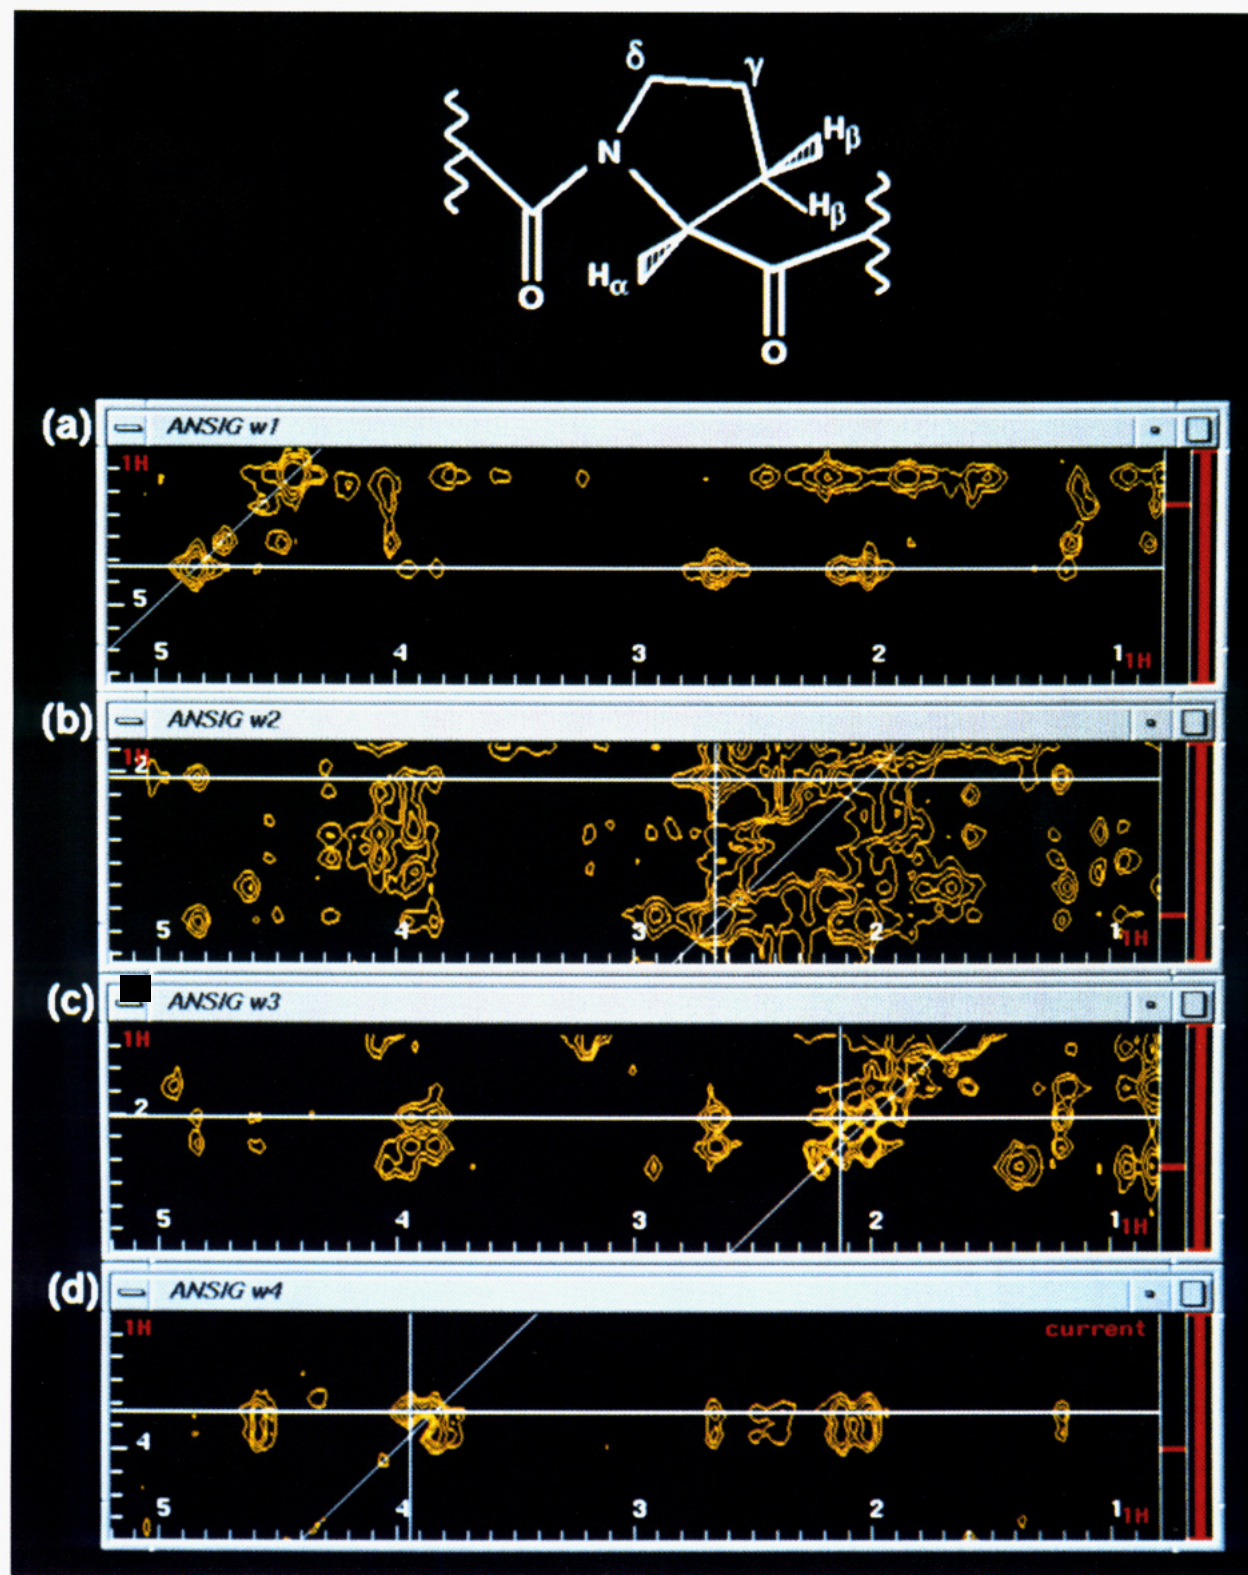 δ
γ
N
Hβ
Hβ
Hα
O
O
(a)
ANSIG w1
1H
5
5 4 3 2 1 1H
(b)
ANSIG w2
1H
2
5 4 3 2 1 1H
(c)
ANSIG w3
1H
2
5 4 3 2 1 1H
(d)
ANSIG w4
1H
current
4
5 4 3 2 1 1H